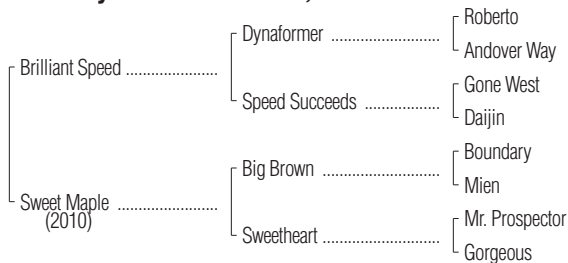 Roberto
Dynaformer ......................
Andover Way
Brilliant Speed ..................
Gone West
Speed Succeeds ...............
Daijin
Boundary
Big Brown .......................
Mien
Sweet Maple ....................
(2010)
Mr. Prospector
Sweetheart ........................
Gorgeous